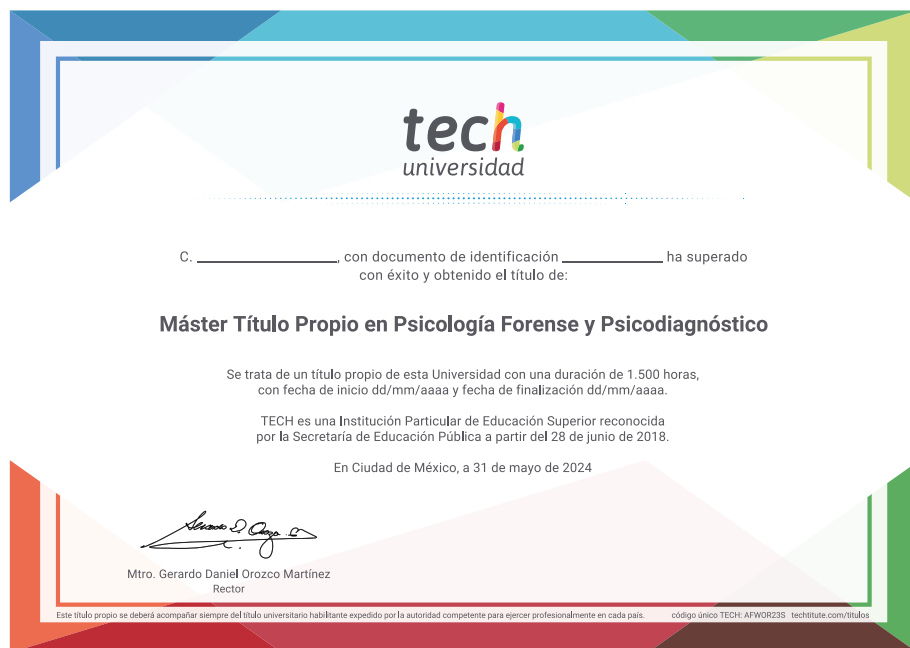 tech
universidad
C. ____________, con documento de identificación ____________ ha superado
con éxito y obtenido el título de:
Máster Título Propio en Psicología Forense y Psicodiagnóstico
Se trata de un título propio de esta Universidad con una duración de 1.500 horas,
con fecha de inicio dd/mm/aaaa y fecha de finalización dd/mm/aaaa.
TECH es una Institución Particular de Educación Superior reconocida
por la Secretaría de Educación Pública a partir del 28 de junio de 2018.
En Ciudad de México, a 31 de mayo de 2024
Mtro. Gerardo Daniel Orozco Martínez
Rector
Este título propio se deberá acompañar siempre del título universitario habilitante expedido por la autoridad competente para ejercer profesionalmente en cada país. código único TECH: AFWOR23S techtitute.com/titulos